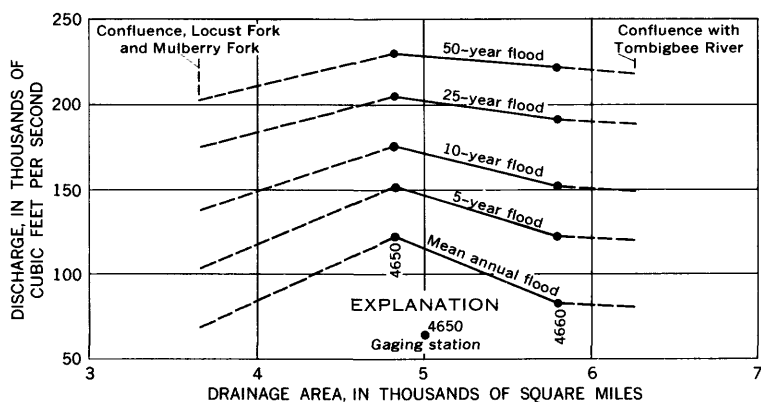 DISCHARGE, IN THOUSANDS OF
CUBIC FEET PER SECOND
250
200
150
100
50
Confluence, Locust Fork
and Mulberry Fork
Confluence with
Tombigbee River
50-year flood
25-year flood
10-year flood
5-year flood
Mean annual flood
4650
4660
EXPLANATION
4650
Gaging station
3
4
5
6
7
DRAINAGE AREA, IN THOUSANDS OF SQUARE MILES